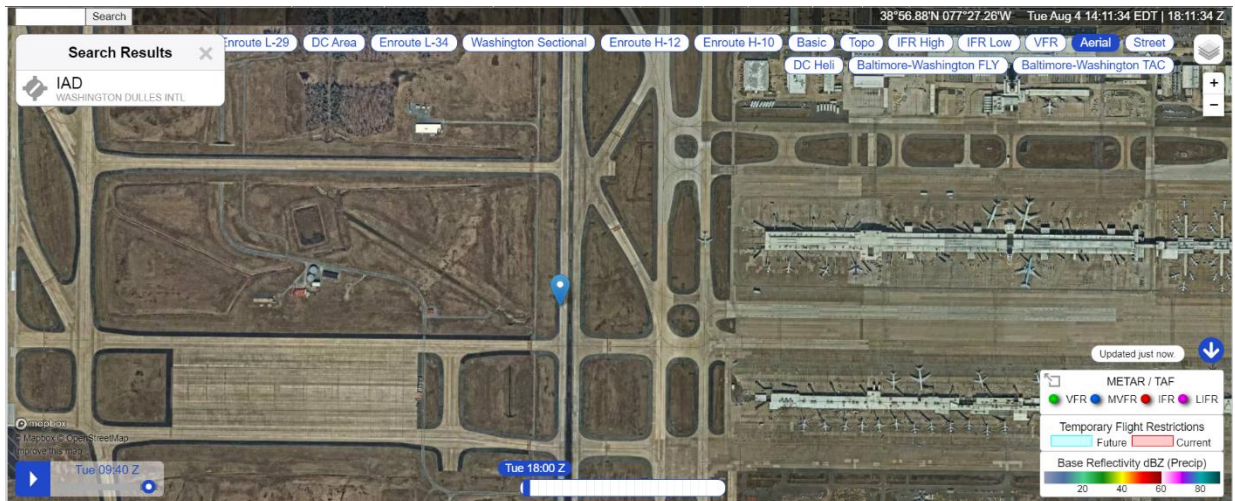 Search
38°56.88'N 077°27.26'W Tue Aug 4 14:11:34 EDT | 18:11:34 Z
Search Results
IAD
WASHINGTON DULLES INTL
Enroute L-29 DC Area Enroute L-34 Washington Sectional Enroute H-12 Enroute H-10 Basic Topo IFR High IFR Low VFR Aerial Street
DC Heli Baltimore-Washington FLY Baltimore-Washington TAC
+
−
Updated just now.
METAR / TAF
VFR MVFR IFR LIFR
Temporary Flight Restrictions
Future Current
Base Reflectivity dBZ (Precip)
20 40 60 80
mapbox
© Mapbox © OpenStreetMap
Improve this map
Tue 09:40 Z
Tue 18:00 Z